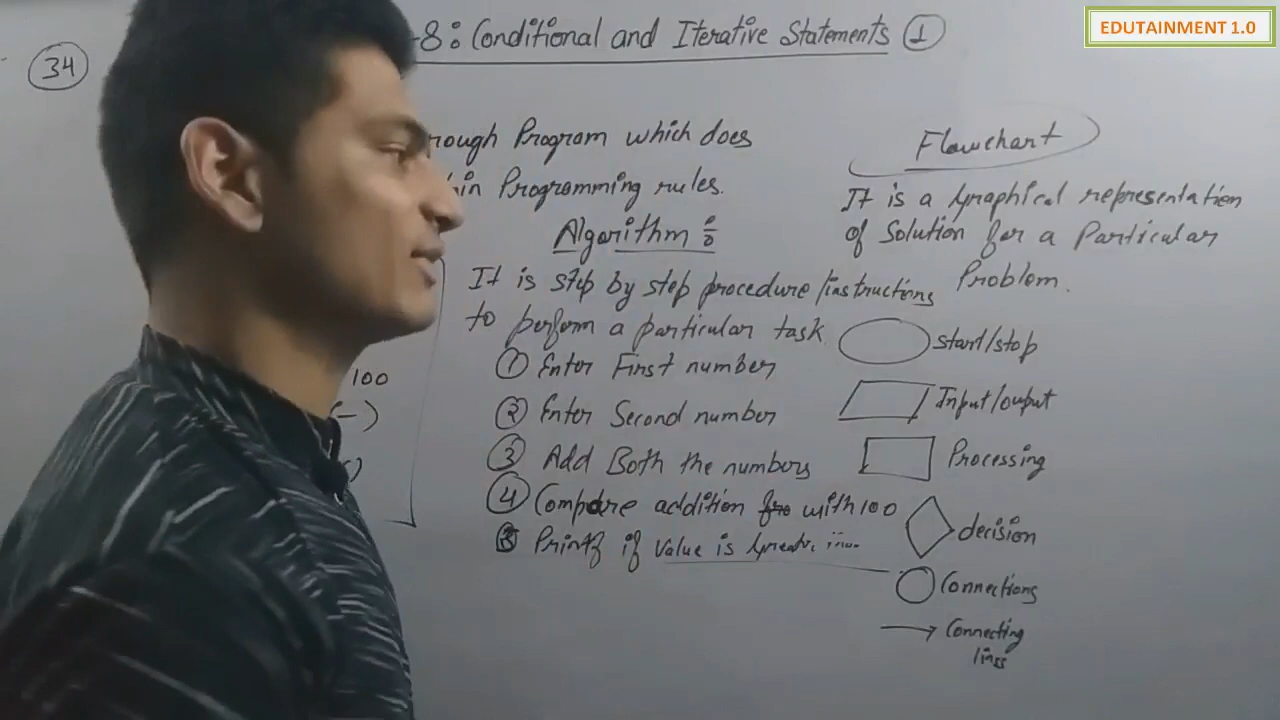 EDUTAINMENT 1.0
34
-8: Conditional and Iterative Statements 1
rough Program which does
in Programming rules.
Algorithm :
It is step by step procedure/instructions
to perform a particular task
1 Enter First number
2 Enter Second number
3 Add Both the numbers
4 Compare addition fro with 100
5 Printf if value is
100
(-)
Flowchart
It is a Graphical representation
of Solution for a Particular
Problem.
start/stop
Input/ouput
Processing
decision
Connections
Connecting
lines